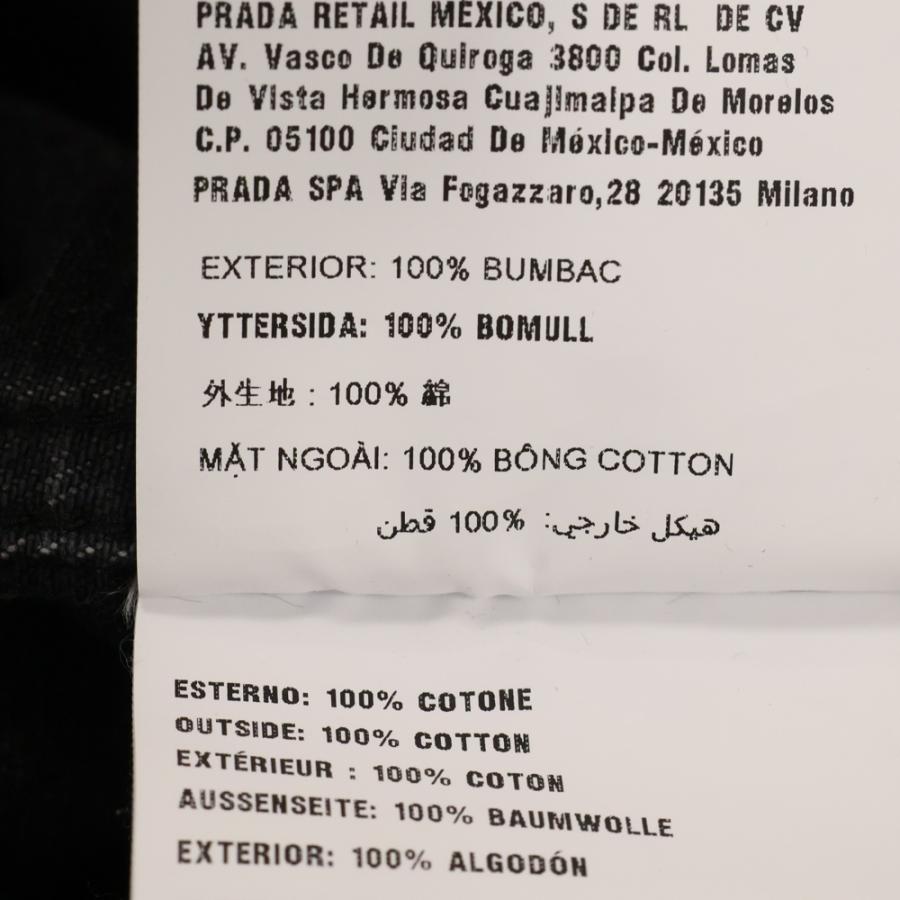 PRADA RETAIL MÉXICO, S DE RL DE CV
AV. Vasco De Quiroga 3800 Col. Lomas
De Vista Hermosa Cuajimalpa De Morelos
C.P. 05100 Ciudad De México-México
PRADA SPA Via Fogazzaro,28 20135 Milano
EXTERIOR: 100% BUMBAC
YTTERSIDA: 100% BOMULL
外生地 : 100% 綿
MẶT NGOÀI: 100% BÔNG COTTON
هيكل خارجي: 100% قطن
ESTERNO: 100% COTONE
OUTSIDE: 100% COTTON
EXTÉRIEUR : 100% COTON
AUSSENSEITE: 100% BAUMWOLLE
EXTERIOR: 100% ALGODÓN